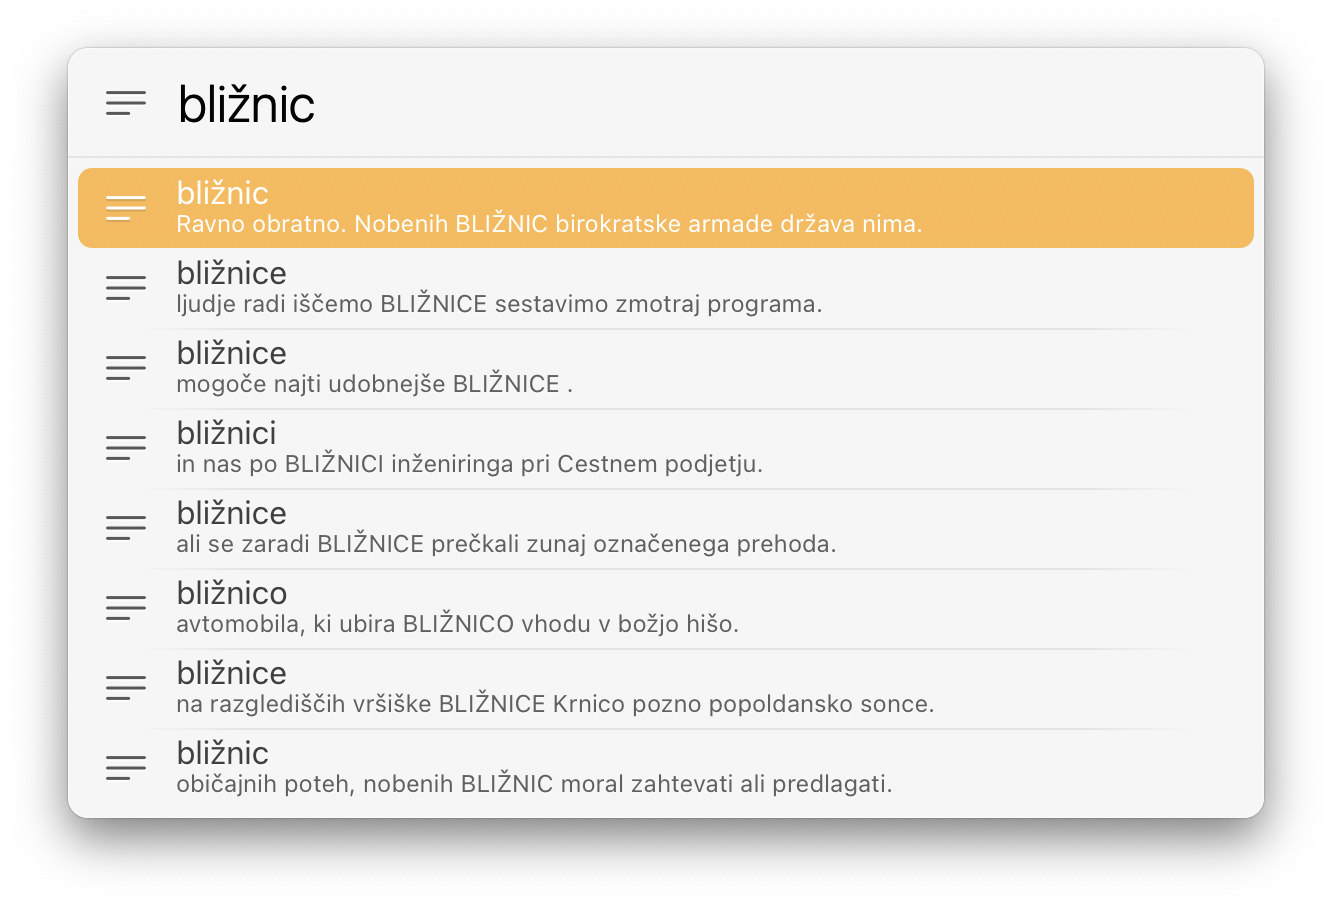 bližnic
bližnic
Ravno obratno. Nobenih BLIŽNIC birokratske armade država nima.
bližnice
ljudje radi iščemo BLIŽNICE sestavimo zmotraj programa.
bližnice
mogoče najti udobnejše BLIŽNICE .
bližnici
in nas po BLIŽNICI inženiringa pri Cestnem podjetju.
bližnice
ali se zaradi BLIŽNICE prečkali zunaj označenega prehoda.
bližnico
avtomobila, ki ubira BLIŽNICO vhodu v božjo hišo.
bližnice
na razglediščih vršiške BLIŽNICE Krnico pozno popoldansko sonce.
bližnic
običajnih poteh, nobenih BLIŽNIC moral zahtevati ali predlagati.